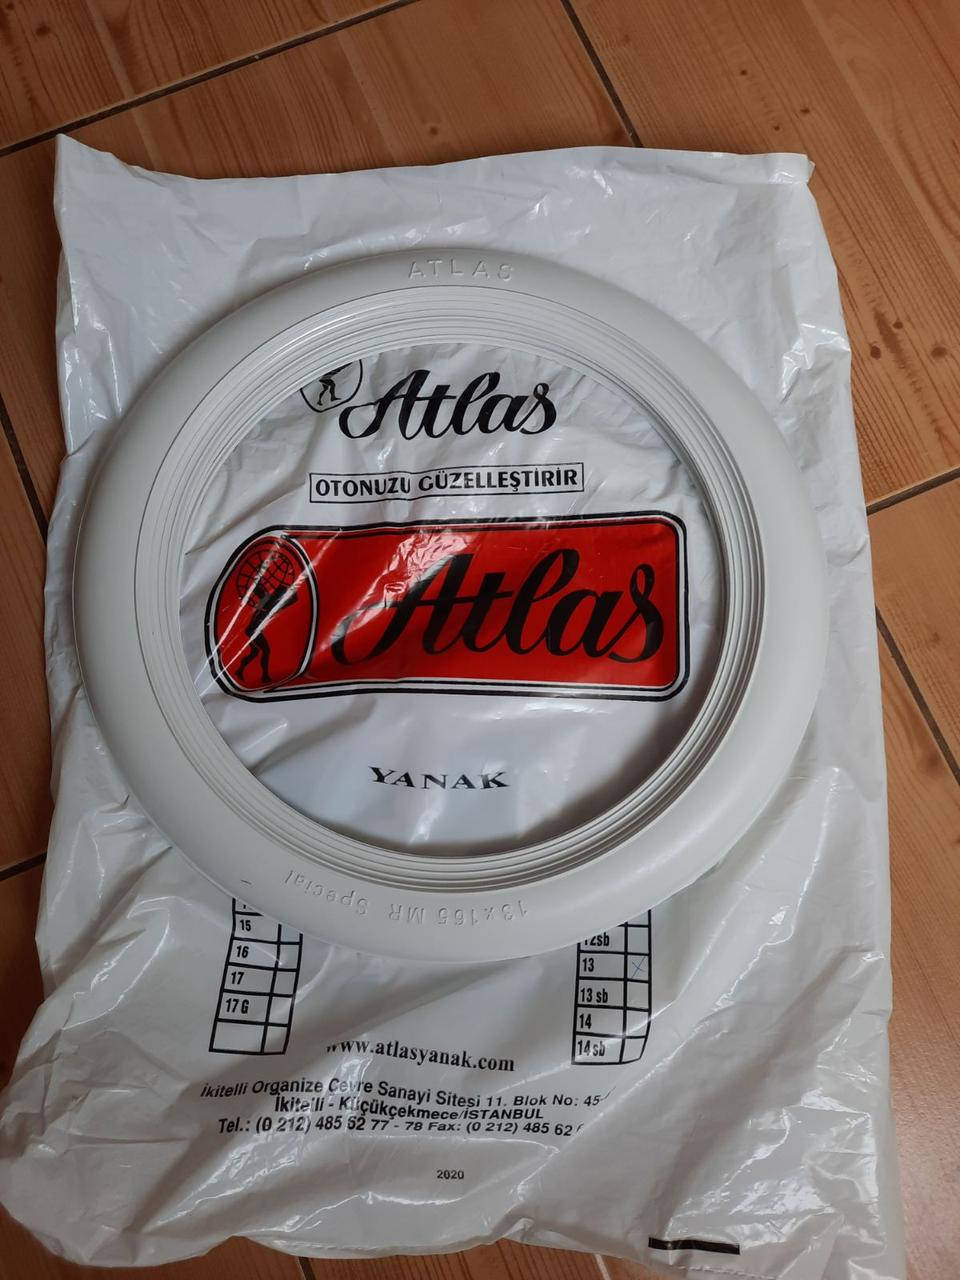 ATLAS
Atlas
OTONUZU GÜZELLEŞTİRİR
Atlas
YANAK
13x165 MR Special
15
16
17
17 G
12sb
13 X
13 sb
14
14sb
www.atlasyanak.com
İkitelli Organize Çevre Sanayi Sitesi 11. Blok No: 45-
İkitelli - Küçükçekmece/İSTANBUL
Tel.: (0 212) 485 62 77 - 78 Fax: (0 212) 485 62
2020